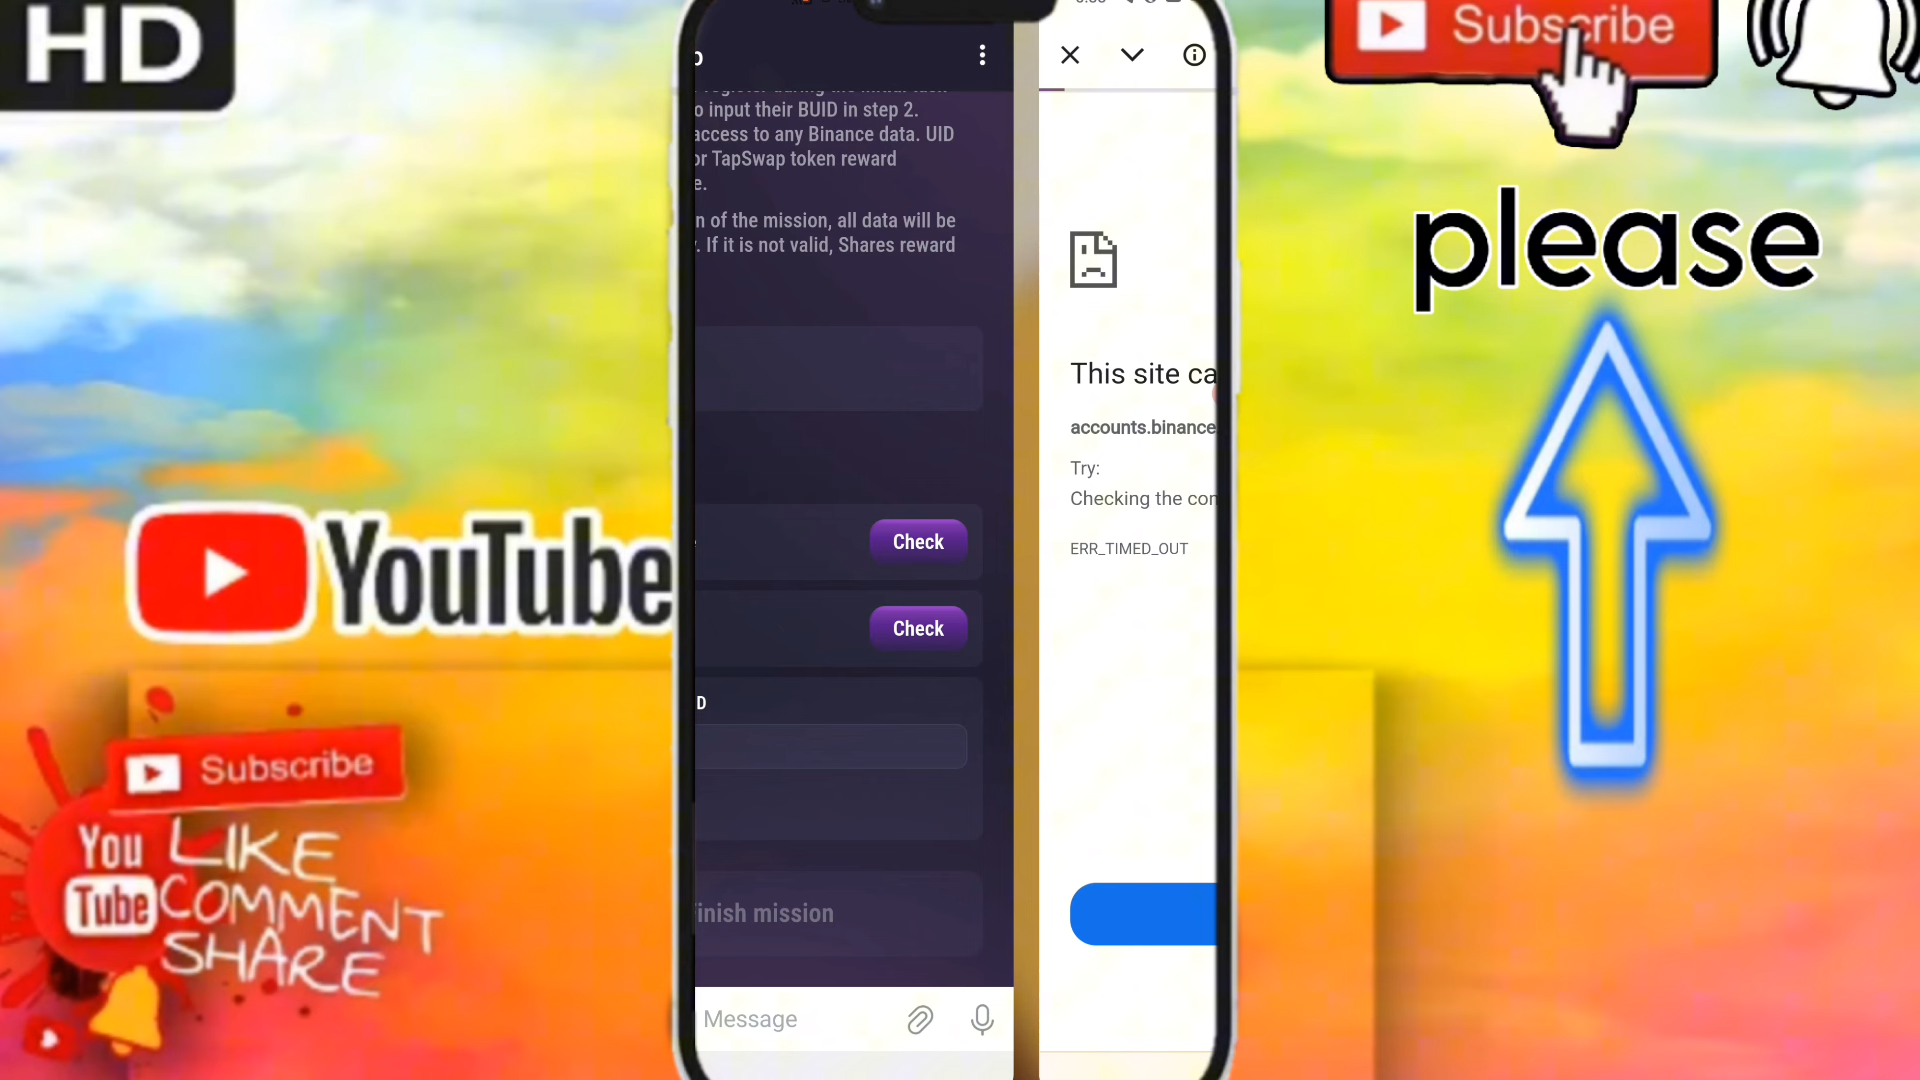 HD
o input their BUID in step 2.
access to any Binance data. UID
or TapSwap token reward
e.
n of the mission, all data will be
. If it is not valid, Shares reward
Check
Check
D
inish mission
Message
This site ca
accounts.binance
Try:
Checking the con
ERR_TIMED_OUT
Subscribe
please
YouTube
Subscribe
You
Tube
LIKE
COMMENT
SHARE